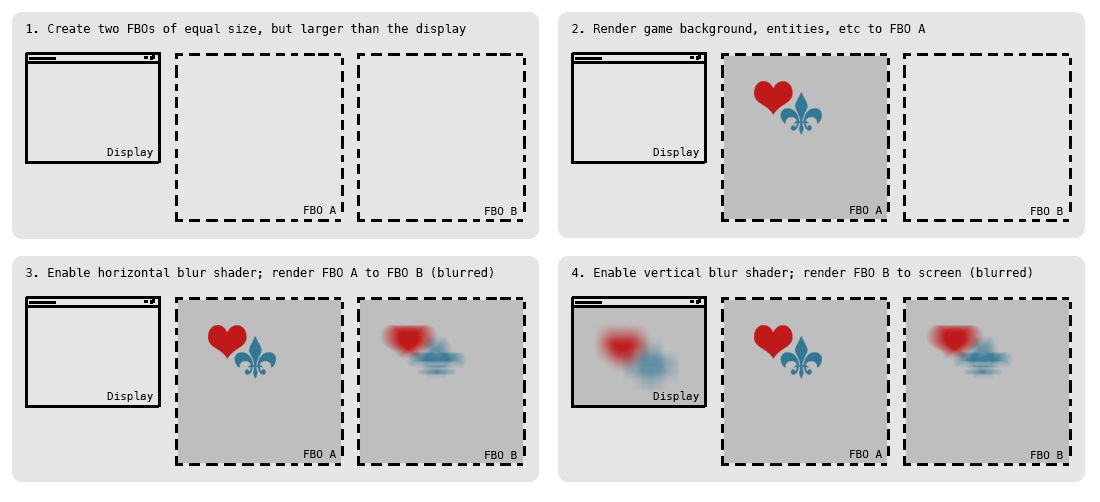 1. Create two FBOs of equal size, but larger than the display
Display
FBO A
FBO B
2. Render game background, entities, etc to FBO A
Display
FBO A
FBO B
3. Enable horizontal blur shader; render FBO A to FBO B (blurred)
Display
FBO A
FBO B
4. Enable vertical blur shader; render FBO B to screen (blurred)
Display
FBO A
FBO B